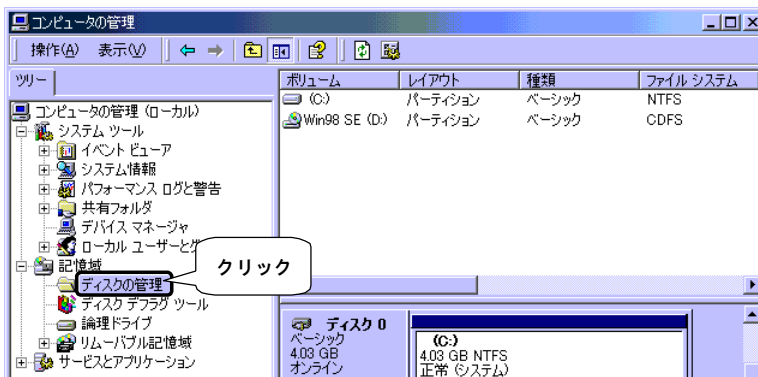 コンピュータの管理
操作(A) 表示(V)
ツリー
コンピュータの管理 (ローカル)
システム ツール
イベント ビューア
システム情報
パフォーマンス ログと警告
共有フォルダ
デバイス マネージャ
ローカル ユーザーと
記憶域
ディスクの管理
ディスク デフラグ ツール
論理ドライブ
リムーバブル記憶域
サービスとアプリケーション
クリック
ボリューム レイアウト 種類 ファイル システム
(C:) パーティション ベーシック NTFS
Win98 SE (D:) パーティション ベーシック CDFS
ディスク 0
ベーシック
4.03 GB
オンライン
(C:)
4.03 GB NTFS
正常 (システム)